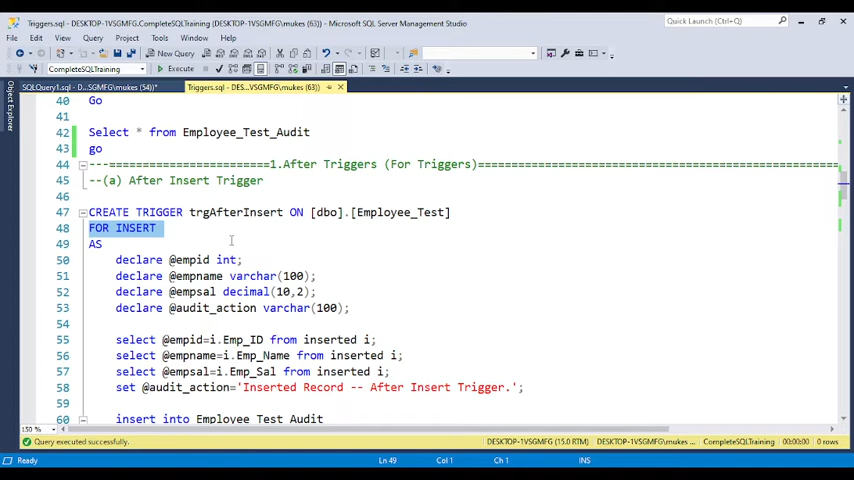 Triggers.sql - DESKTOP-1VSGMFG.CompleteSQLTraining (DESKTOP-1VSGMFG\mukes (63)) - Microsoft SQL Server Management Studio
Quick Launch (Ctrl+Q)
File Edit View Query Project Tools Window Help
New Query
CompleteSQLTraining Execute
SQLQuery1.sql - D...SGMFG\mukes (54))* Triggers.sql - DES...VSGMFG\mukes (63))
Object Explorer
40 Go
41
42 Select * from Employee_Test_Audit
43 go
44 ---========================1.After Triggers (For Triggers)======================================================
45 --(a) After Insert Trigger
46
47 CREATE TRIGGER trgAfterInsert ON [dbo].[Employee_Test]
48 FOR INSERT
49 AS
50 declare @empid int;
51 declare @empname varchar(100);
52 declare @empsal decimal(10,2);
53 declare @audit_action varchar(100);
54
55 select @empid=i.Emp_ID from inserted i;
56 select @empname=i.Emp_Name from inserted i;
57 select @empsal=i.Emp_Sal from inserted i;
58 set @audit_action='Inserted Record -- After Insert Trigger.';
59
60 insert into Employee_Test_Audit
150 %
Query executed successfully. DESKTOP-1VSGMFG (15.0 RTM) DESKTOP-1VSGMFG\mukes ... CompleteSQLTraining 00:00:00 0 rows
Ready Ln 49 Col 1 Ch 1 INS